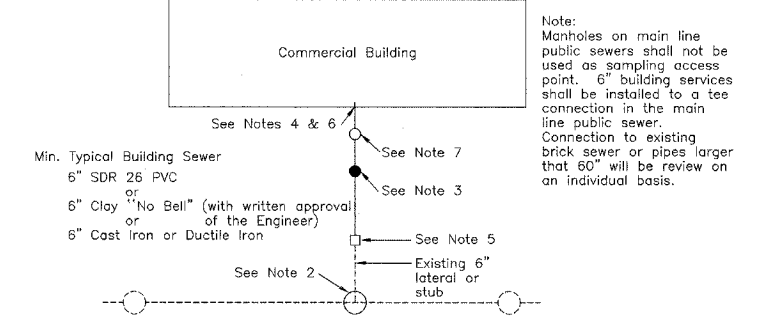 Commercial Building
Note:
Manholes on main line
public sewers shall not be
used as sampling access
point. 6" building services
shall be installed to a tee
connection in the main
line public sewer.
Connection to existing
brick sewer or pipes larger
that 60" will be review on
an individual basis.
See Notes 4 & 6
See Note 7
Min. Typical Building Sewer
6" SDR 26 PVC
or
6" Clay "No Bell" (with written approval
or of the Engineer)
6" Cast Iron or Ductile Iron
See Note 3
See Note 5
Existing 6"
lateral or
stub
See Note 2